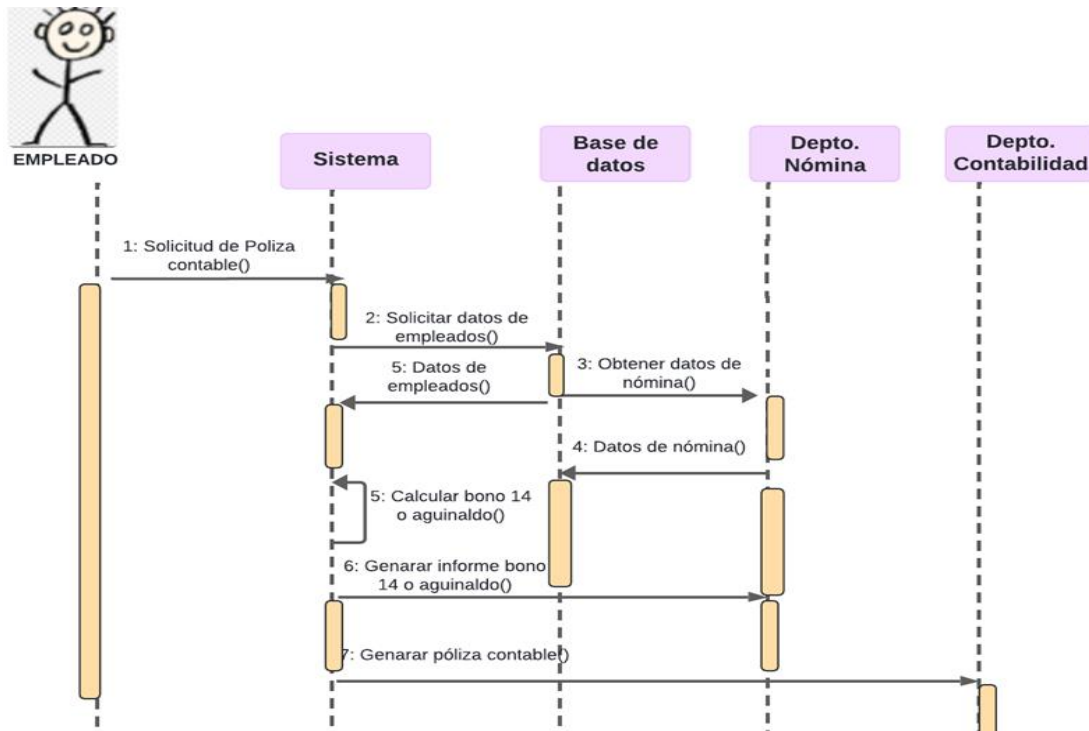 EMPLEADO
Sistema
Base de
datos
Depto.
Nómina
Depto.
Contabilidad
1: Solicitud de Poliza
contable()
2: Solicitar datos de
empleados()
5: Datos de
empleados()
3: Obtener datos de
nómina()
4: Datos de nómina()
5: Calcular bono 14
o aguinaldo()
6: Genarar informe bono
14 o aguinaldo()
7: Genarar póliza contable()